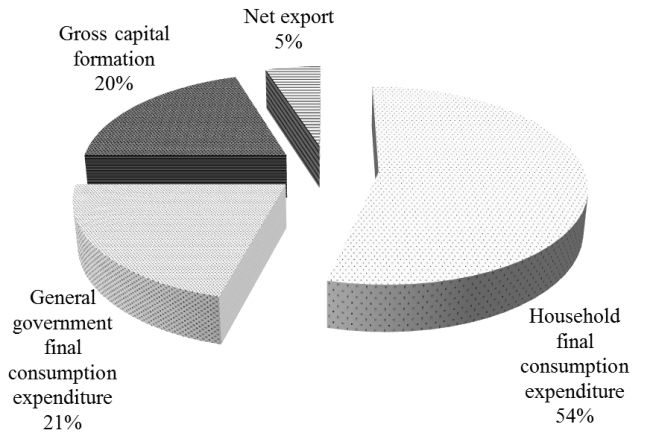 Net export
5%
Gross capital
formation
20%
General
government
final
consumption
expenditure
21%
Household
final
consumption
expenditure
54%